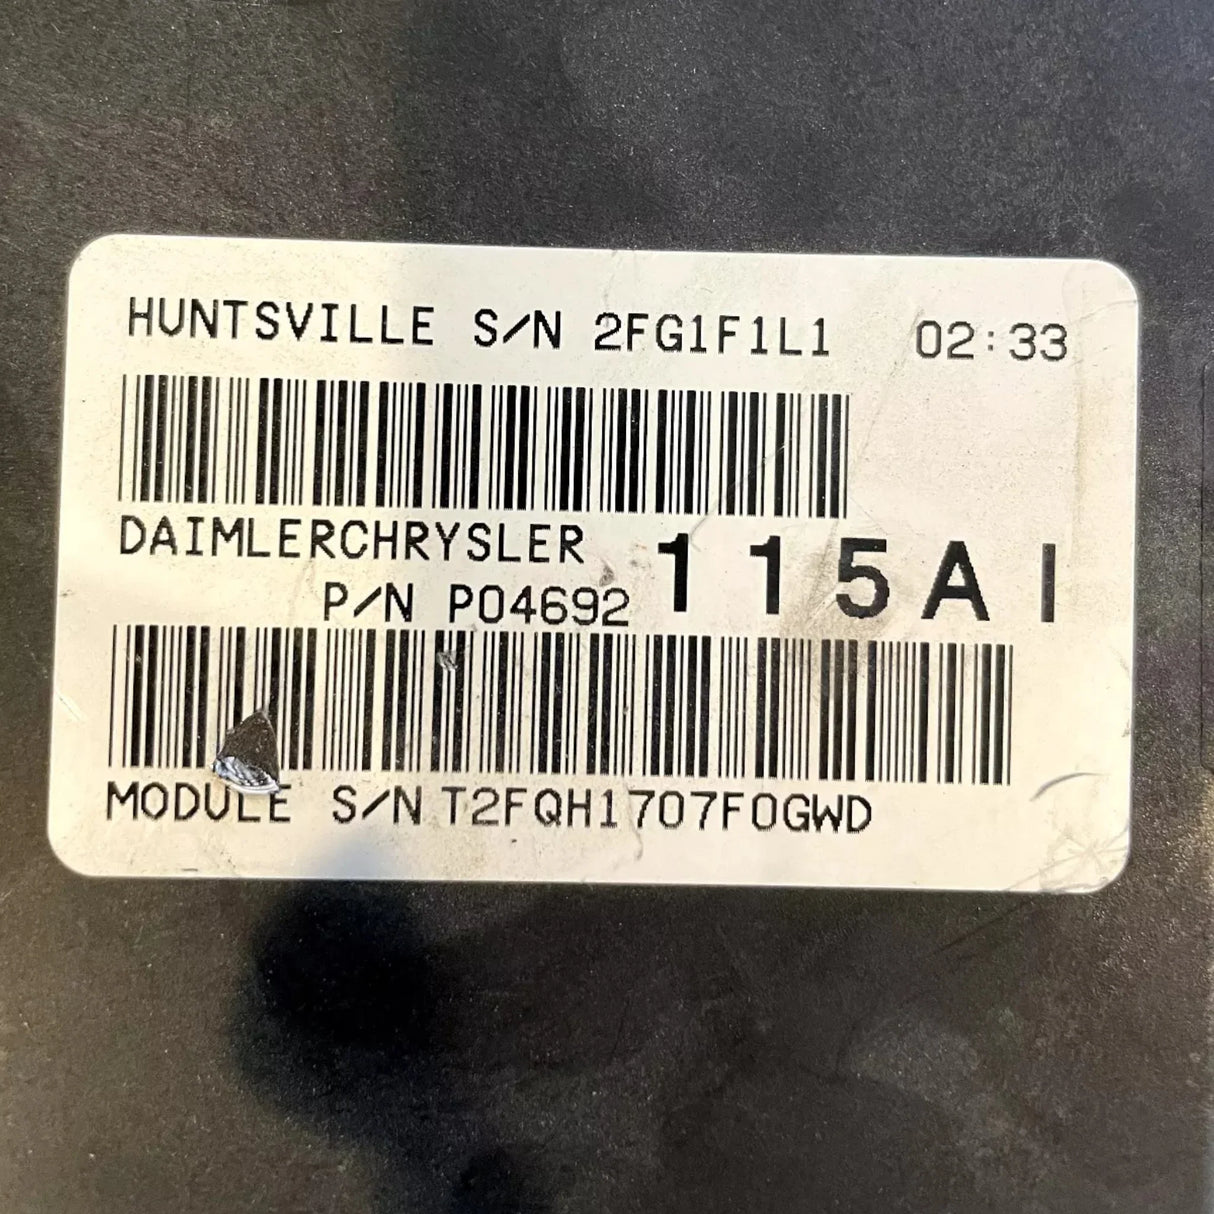 HUNTSVILLE S/N 2FG1F1L1 02:33
DAIMLERCHRYSLER
P/N P04692 115AI
MODULE S/N T2FQH1707F0GWD